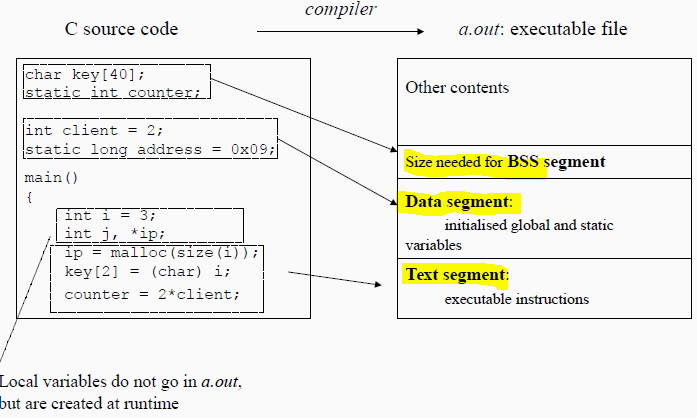 compiler
C source code
a.out: executable file
char key[40];
static int counter;
int client = 2;
static long address = 0x09;
main()
{
int i = 3;
int j, *ip;
ip = malloc(size(i));
key[2] = (char) i;
counter = 2*client;
Other contents
Size needed for BSS segment
Data segment:
initialised global and static
variables
Text segment:
executable instructions
Local variables do not go in a.out,
but are created at runtime